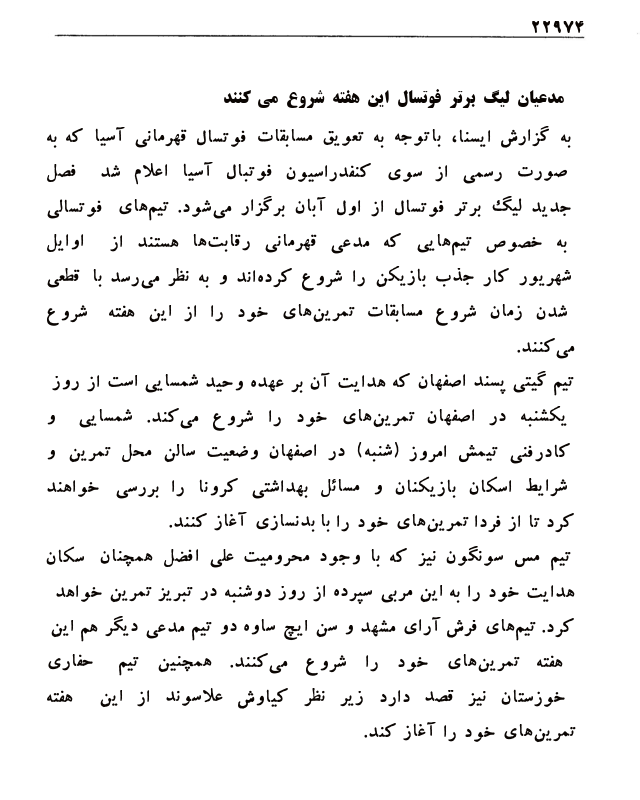 ۲۲۹۷۴
مدعیان لیگ برتر فوتسال این هفته شروع می کنند
به گزارش ایسنا، باتوجه به تعویق مسابقات فوتسال قهرمانی آسیا که به
صورت رسمی از سوی کنفدراسیون فوتبال آسیا اعلام شد فصل
جدید لیگ برتر فوتسال از اول آبان برگزار می‌شود. تیم‌های فوتسالی
به خصوص تیم‌هایی که مدعی قهرمانی رقابت‌ها هستند از اوایل
شهریور کار جذب بازیکن را شروع کرده‌اند و به نظر می‌رسد با قطعی
شدن زمان شروع مسابقات تمرین‌های خود را از این هفته شروع
می‌کنند.
تیم گیتی پسند اصفهان که هدایت آن بر عهده وحید شمسایی است از روز
یکشنبه در اصفهان تمرین‌های خود را شروع می‌کند. شمسایی و
کادرفنی تیمش امروز (شنبه) در اصفهان وضعیت سالن محل تمرین و
شرایط اسکان بازیکنان و مسائل بهداشتی کرونا را بررسی خواهند
کرد تا از فردا تمرین‌های خود را با بدنسازی آغاز کنند.
تیم مس سونگون نیز که با وجود محرومیت علی افضل همچنان سکان
هدایت خود را به این مربی سپرده از روز دوشنبه در تبریز تمرین خواهد
کرد. تیم‌های فرش آرای مشهد و سن ایچ ساوه دو تیم مدعی دیگر هم این
هفته تمرین‌های خود را شروع می‌کنند. همچنین تیم حفاری
خوزستان نیز قصد دارد زیر نظر کیاوش علاسوند از این هفته
تمرین‌های خود را آغاز کند.